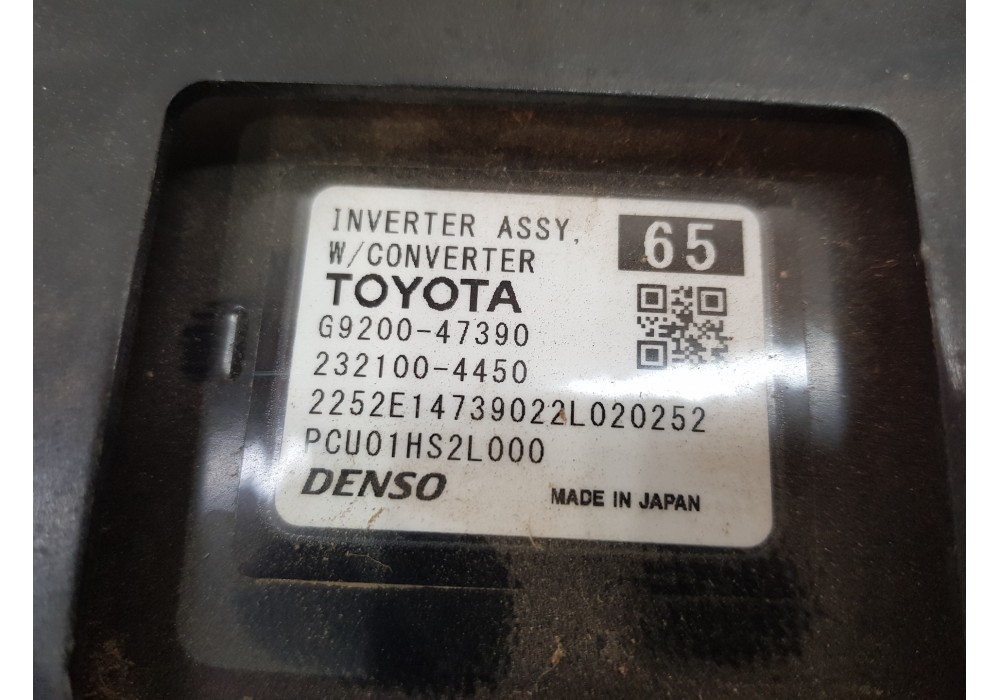 INVERTER ASSY,
W/CONVERTER
65
TOYOTA
G9200-47390
232100-4450
2252E14739022L020252
PCU01HS2L000
DENSO
MADE IN JAPAN